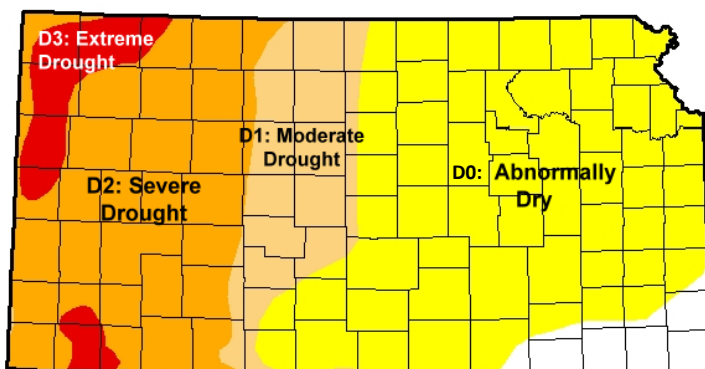 D3: Extreme
Drought
D1: Moderate
Drought
D2: Severe
Drought
D0: Abnormally
Dry